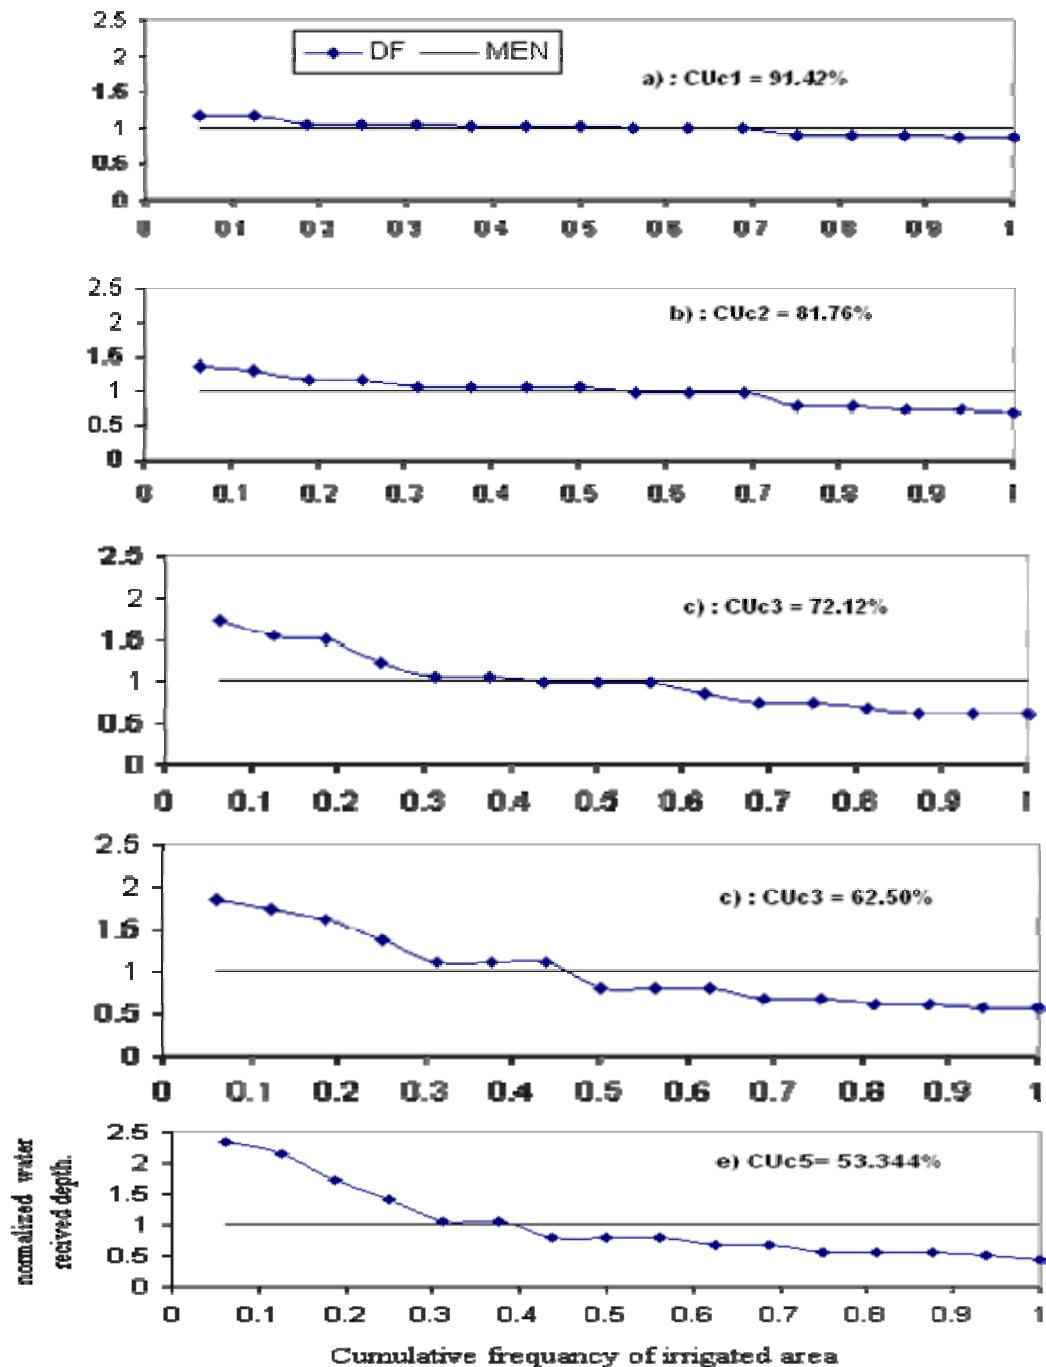 2.5
DF MEN
2
a) : CUc1 = 91.42%
1.5
1
0.5
0
0 0.1 0.2 0.3 0.4 0.5 0.6 0.7 0.8 0.9 1
2.5
b) : CUc2 = 81.76%
2
1.5
1
0.5
0
0 0.1 0.2 0.3 0.4 0.5 0.6 0.7 0.8 0.9 1
2.5
2
c) : CUc3 = 72.12%
1.5
1
0.5
0
0 0.1 0.2 0.3 0.4 0.5 0.6 0.7 0.8 0.9 1
2.5
2
c) : CUc3 = 62.50%
1.5
1
0.5
0
0 0.1 0.2 0.3 0.4 0.5 0.6 0.7 0.8 0.9 1
normalized water
recived depth.
2.5
e) CUc5= 53.344%
2
1.5
1
0.5
0
0 0.1 0.2 0.3 0.4 0.5 0.6 0.7 0.8 0.9 1
Cumulative frequancy of irrigated area